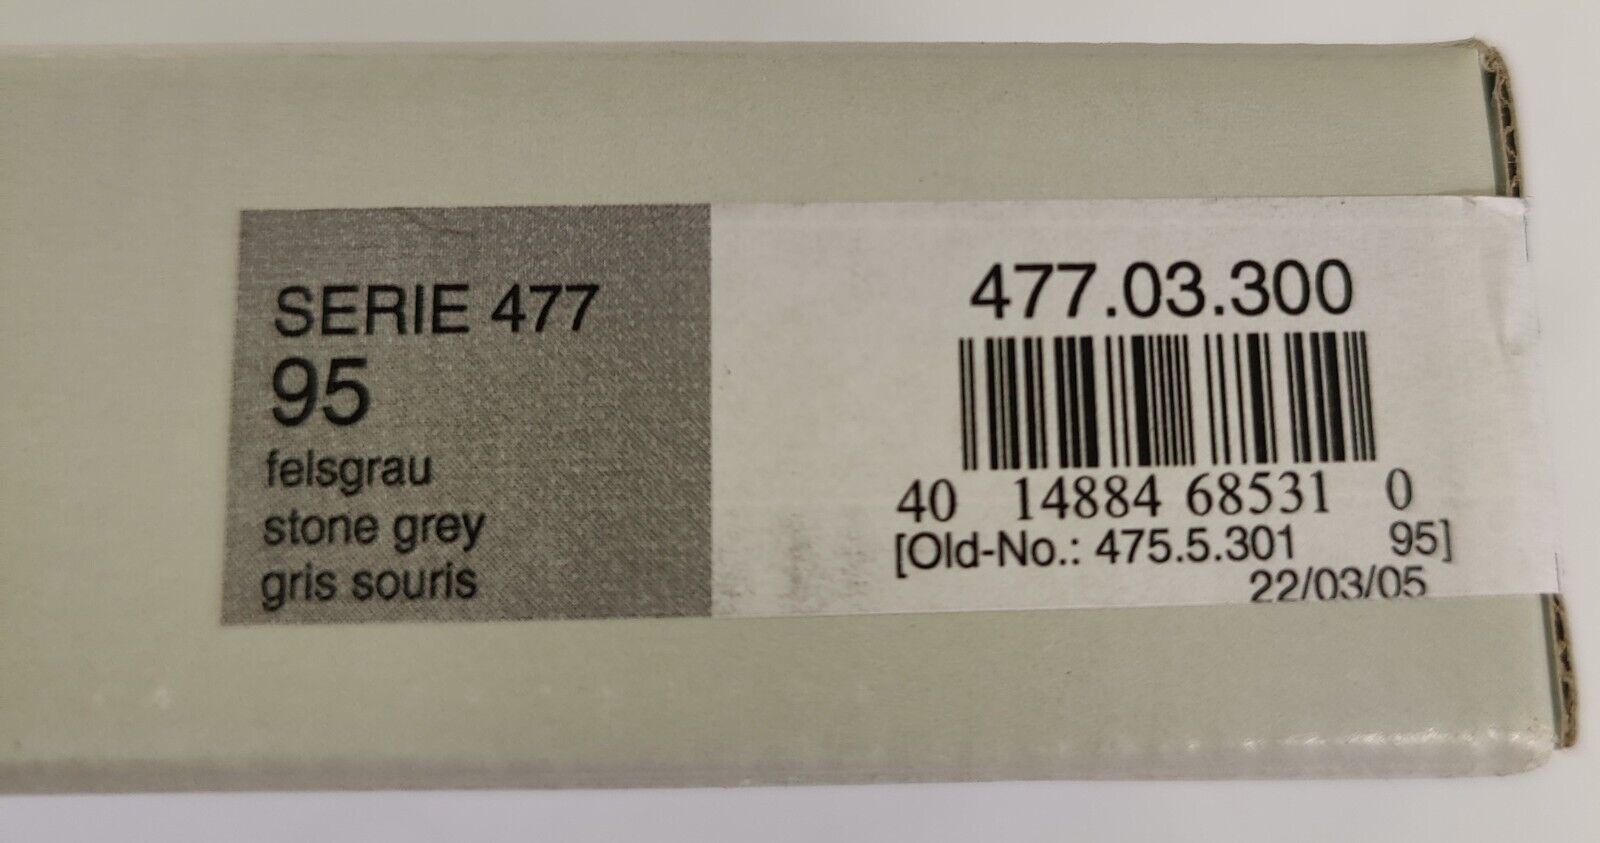 SERIE 477
95
felsgrau
stone grey
gris souris
477.03.300
40 14884 68531 0
[Old-No.: 475.5.301 95]
22/03/05